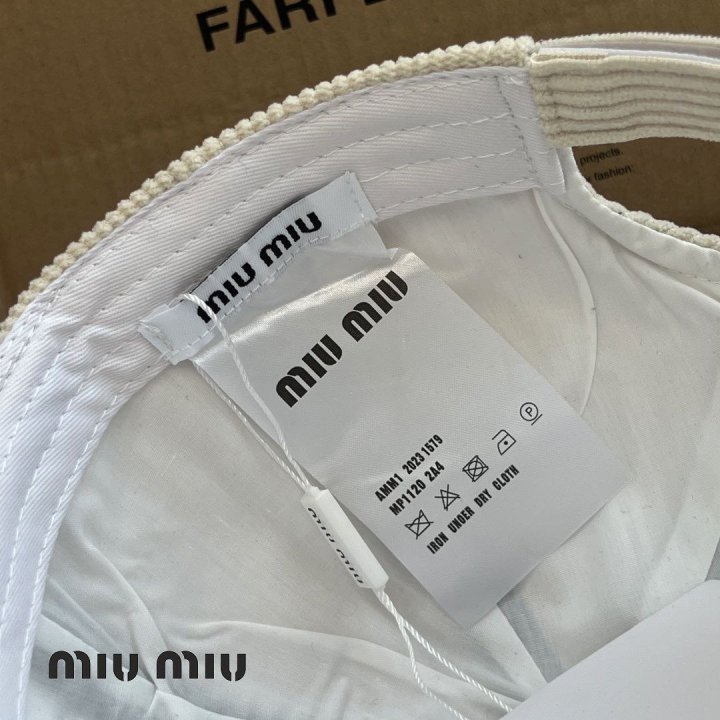 FARFE
projects.
fashion:
miu miu
miu miu
AMM1 2023 1579
MP1120 2A4
IRON UNDER DRY CLOTH
miu miu
miu miu